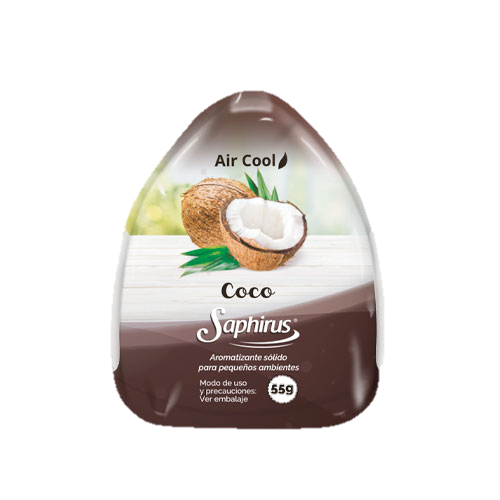 Air Cool
Coco
Saphirus®
Aromatizante sólido
para pequeños ambientes
Modo de uso
y precauciones:
Ver embalaje
55g